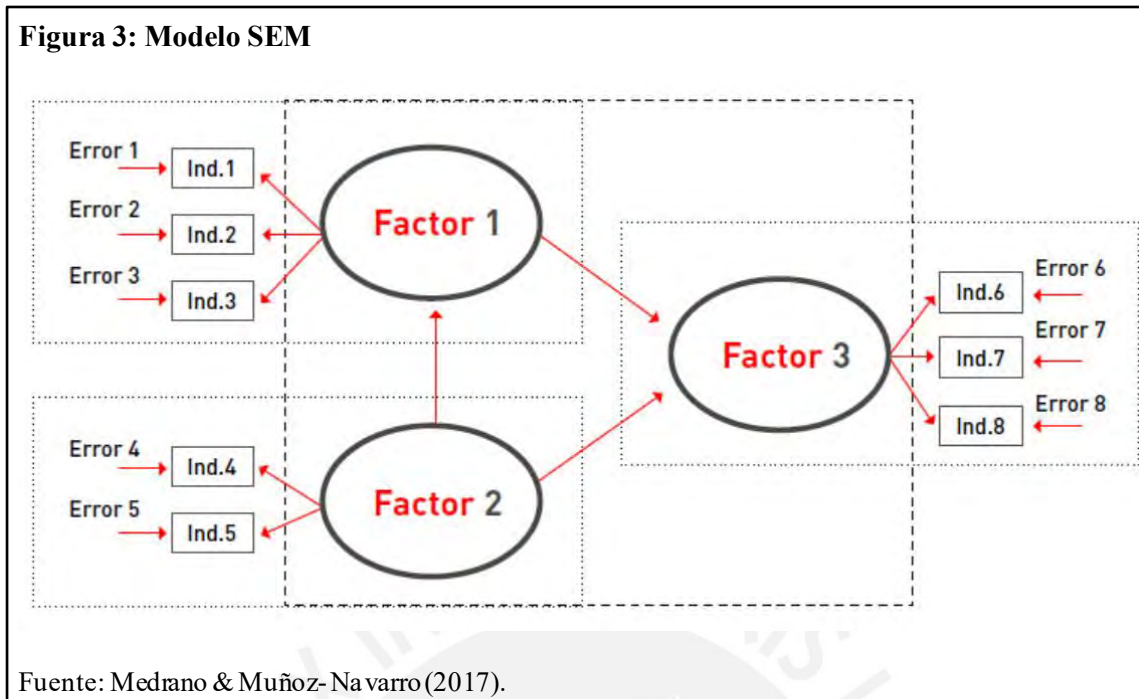 Figura 3: Modelo SEM
Error 1
Ind.1
Error 2
Ind.2
Error 3
Ind.3
Factor 1
Error 4
Ind.4
Error 5
Ind.5
Factor 2
Factor 3
Error 6
Ind.6
Error 7
Ind.7
Error 8
Ind.8
Fuente: Medrano & Muñoz-Navarro (2017).